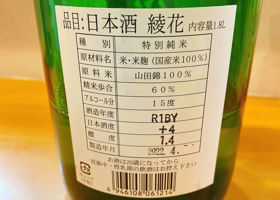 品目:日本酒 綾花 内容量1.8L
種別 特別純米
原材料名 米・米麹(国産米100%)
原料米 山田錦100%
精米歩合 60%
アルコール分 15度
酒造年度 R1BY
日本酒度 +4
酸度 1.4
製造年月 2022. 4.
お酒は20歳になってから
妊娠中・授乳期の飲酒はお控え下さい
4946108061214